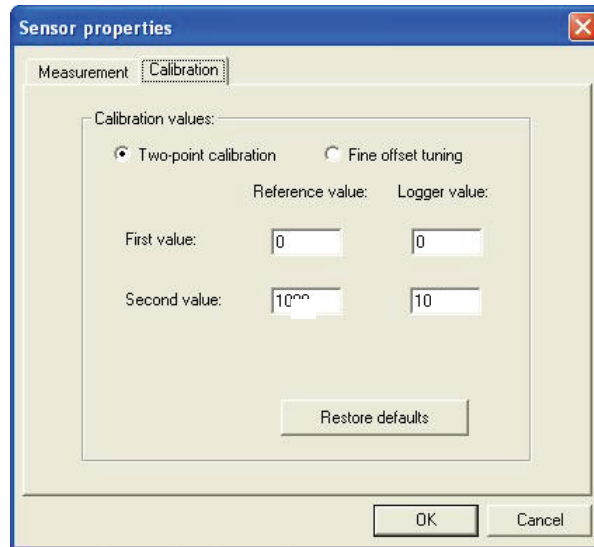 Sensor properties
Measurement Calibration
Calibration values:
Two-point calibration Fine offset tuning
Reference value: Logger value:
First value: 0 0
Second value: 10
Restore defaults
OK Cancel